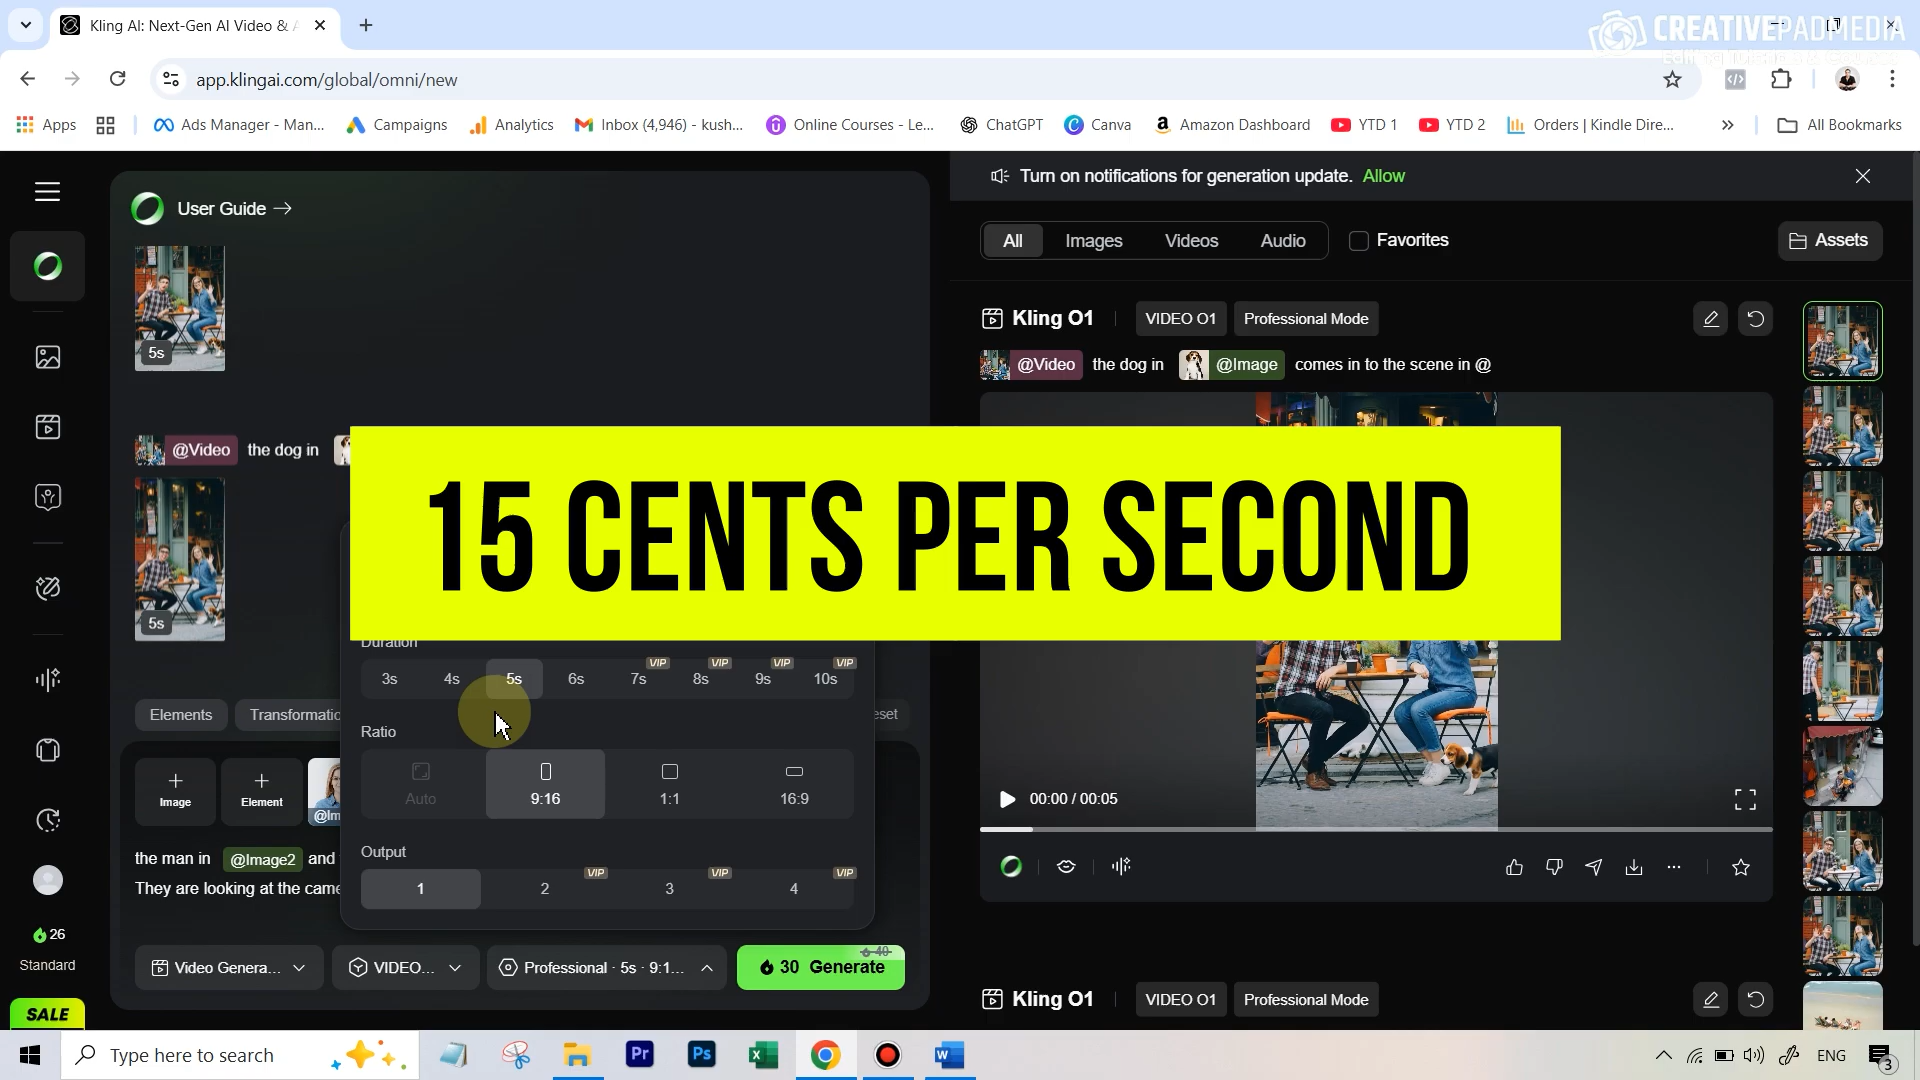 Kling AI: Next-Gen AI Video &
CREATIVEPADMEDIA
app.klingai.com/global/omni/new
Apps
Ads Manager - Man...
Campaigns
Analytics
Inbox (4,946) - kush...
Online Courses - Le...
ChatGPT
Canva
Amazon Dashboard
YTD 1
YTD 2
Orders | Kindle Dire...
All Bookmarks
User Guide
Turn on notifications for generation update. Allow
All
Images
Videos
Audio
Favorites
Assets
5s
Kling O1
VIDEO O1
Professional Mode
@Video the dog in @Image comes in to the scene in @
@Video the dog in
15 CENTS PER SECOND
5s
Duration
3s
4s
5s
6s
7s
8s
9s
10s
VIP
VIP
VIP
VIP
Elements
Transformatio
eset
Ratio
Auto
9:16
1:1
16:9
Image
Element
@Im
00:00 / 00:05
Output
1
2
3
4
VIP
VIP
VIP
the man in @Image2 and
They are looking at the came
26
Standard
SALE
Video Genera...
VIDEO...
Professional · 5s · 9:1...
40
30 Generate
Kling O1
VIDEO O1
Professional Mode
Type here to search
Pr
Ps
ENG
3